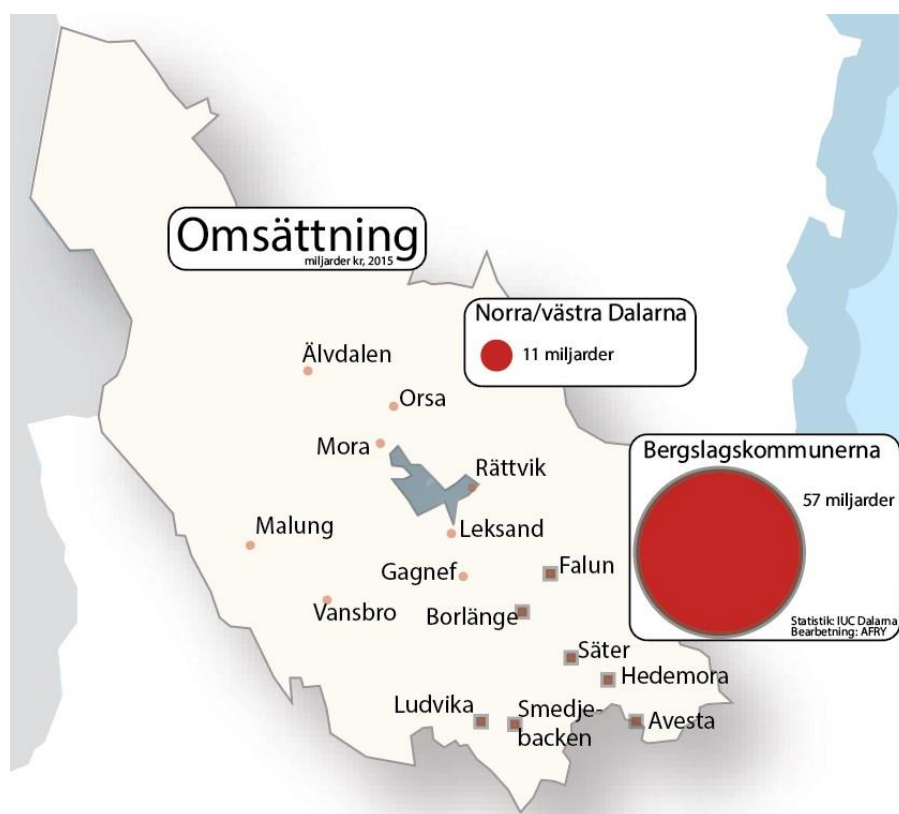 Omsättning
miljarder kr, 2015
Norra/västra Dalarna
11 miljarder
Älvdalen
Orsa
Mora
Rättvik
Bergslagskommunerna
57 miljarder
Malung
Leksand
Gagnef
Falun
Vansbro
Borlänge
Statistik: IUC Dalarna
Bearbetning: AFRY
Säter
Hedemora
Ludvika
Smedje-
backen
Avesta